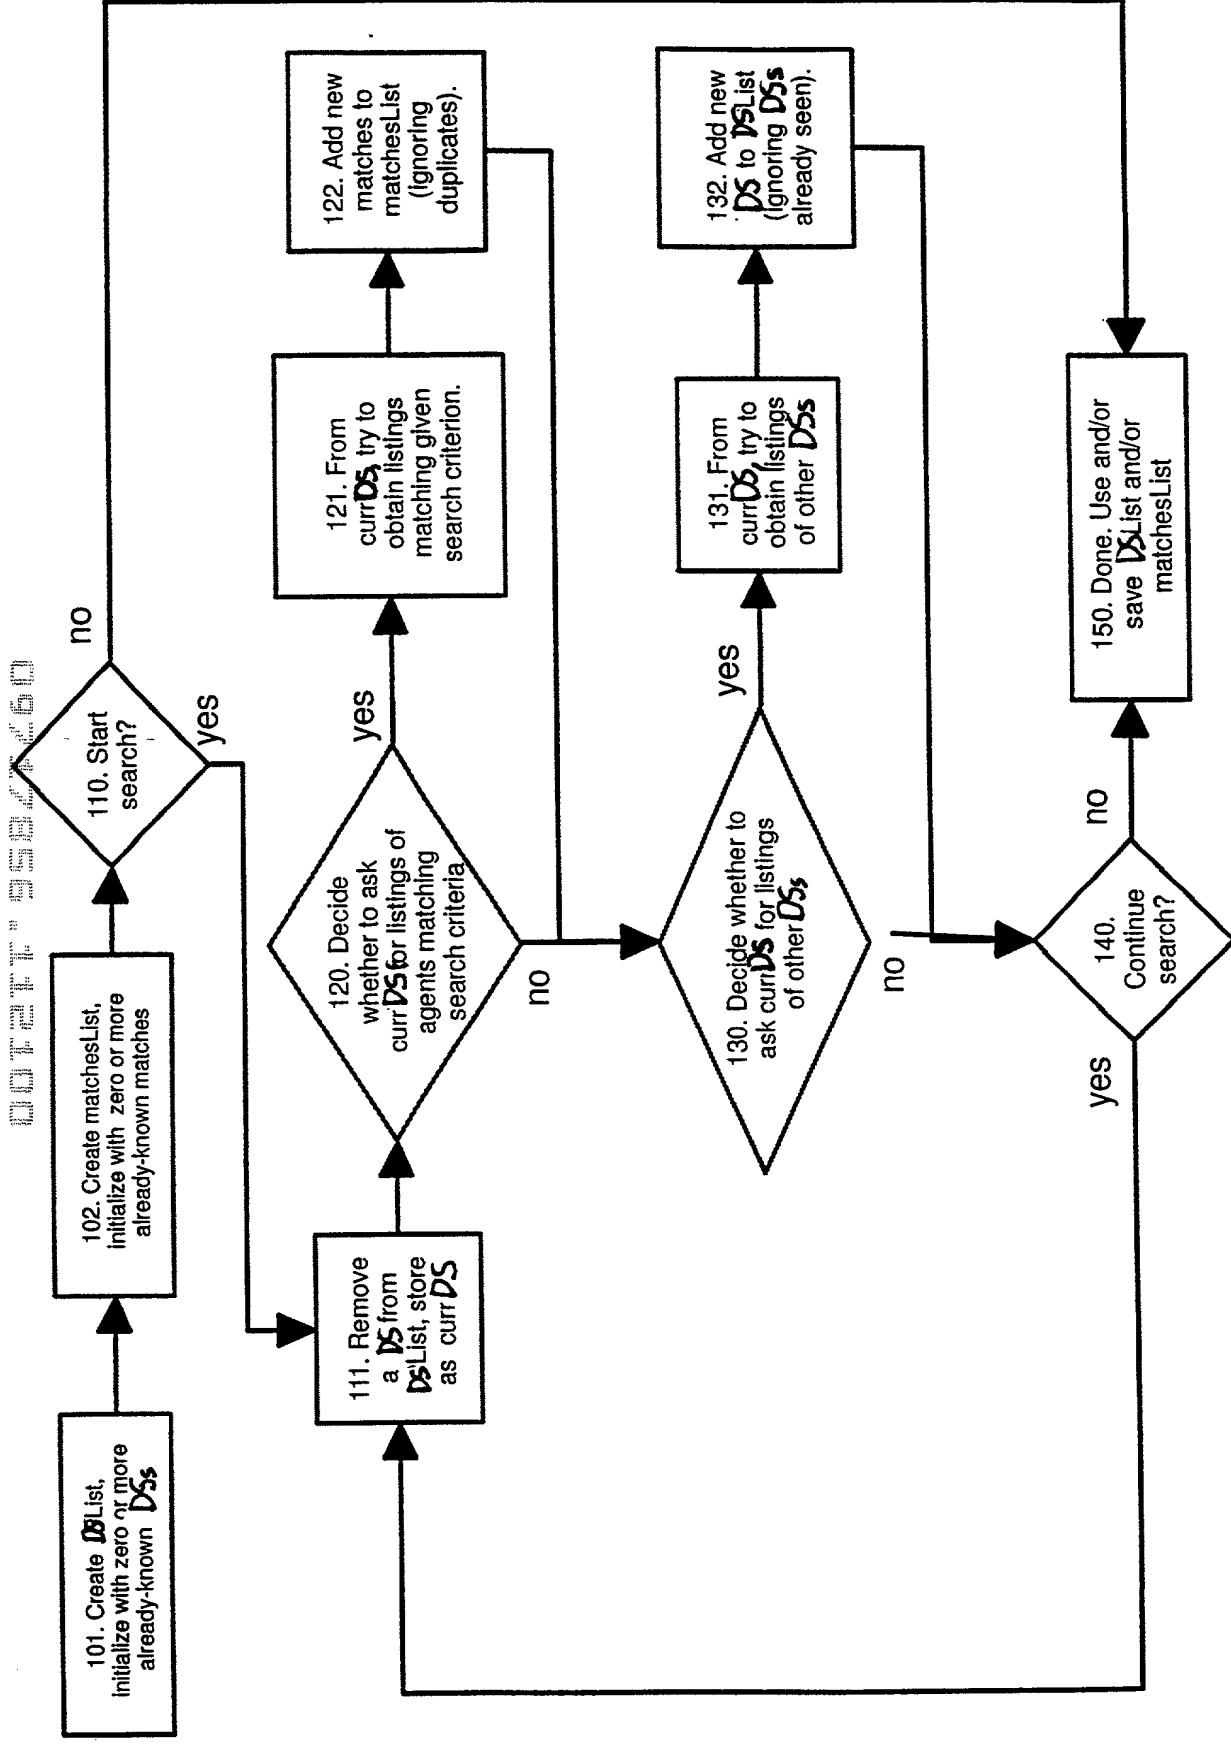 101. Create DSList,
initialize with zero or more
already-known DSs
102. Create matchesList,
initialize with zero or more
already-known matches
110. Start
search?
no
yes
111. Remove
a DS from
DSList, store
as currDS
120. Decide
whether to ask
currDS for listings of
agents matching
search criteria
yes
no
121. From
currDS, try to
obtain listings
matching given
search criterion.
122. Add new
matches to
matchesList
(ignoring
duplicates).
130. Decide whether to
ask currDS for listings
of other DSs
yes
no
131. From
currDS, try to
obtain listings
of other DSs
132. Add new
DS to DSList
(ignoring DSs
already seen).
140.
Continue
search?
yes
no
150. Done. Use and/or
save DSList and/or
matchesList